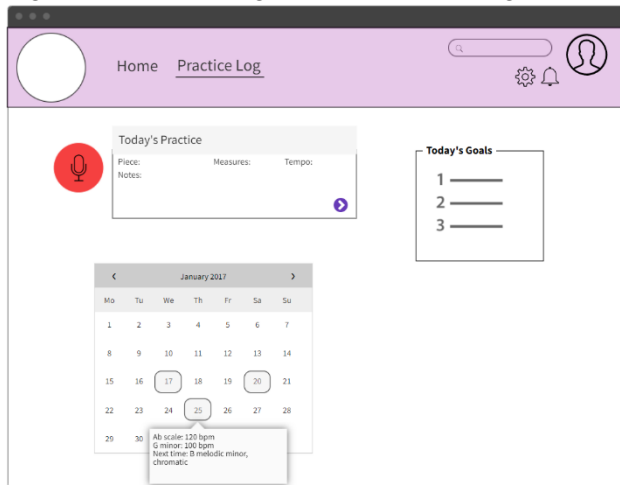 Home Practice Log
Today's Practice
Piece: Measures: Tempo:
Notes:
Today's Goals
1
2
3
January 2017
Mo Tu We Th Fr Sa Su
1 2 3 4 5 6 7
8 9 10 11 12 13 14
15 16 17 18 19 20 21
22 23 24 25 26 27 28
29 30
Ab scale: 120 bpm
G minor: 100 bpm
Next time: B melodic minor,
chromatic